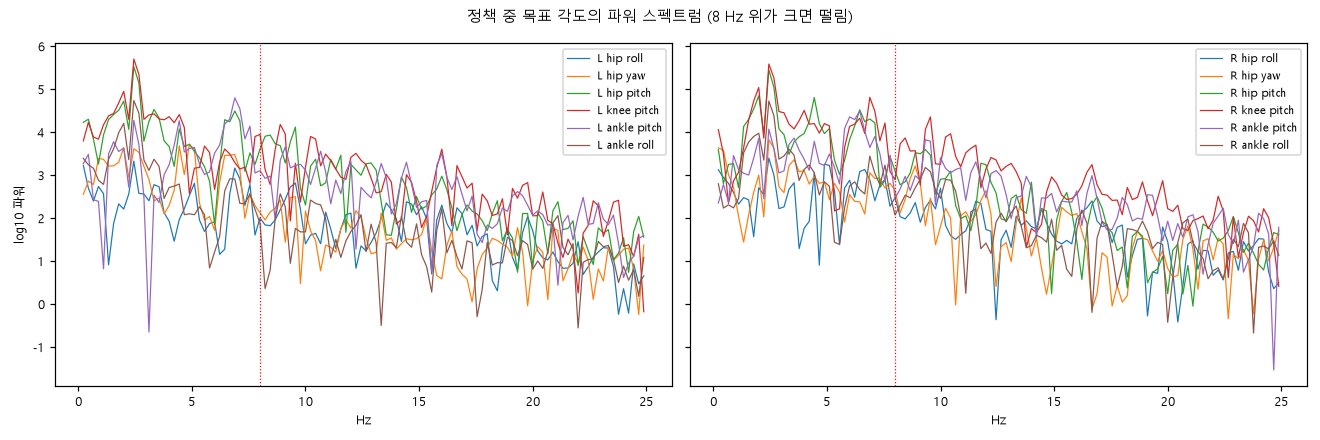 정책 중 목표 각도의 파워 스펙트럼 (8 Hz 위가 크면 떨림)
log10 파워
6
5
4
3
2
1
0
-1
L hip roll
L hip yaw
L hip pitch
L knee pitch
L ankle pitch
L ankle roll
0 5 10 15 20 25
Hz
R hip roll
R hip yaw
R hip pitch
R knee pitch
R ankle pitch
R ankle roll
0 5 10 15 20 25
Hz